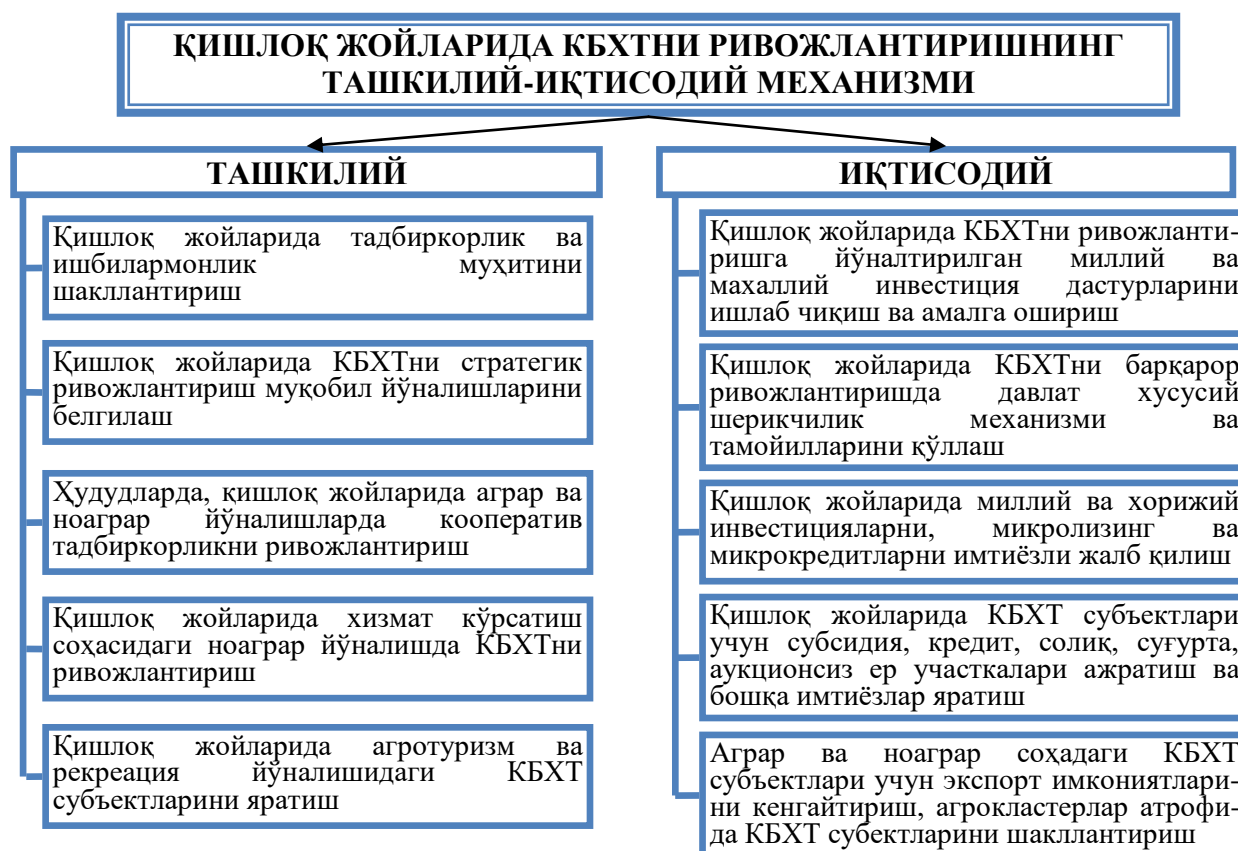 ҚИШЛОҚ ЖОЙЛАРИДА КБХТНИ РИВОЖЛАНТИРИШНИНГ
ТАШКИЛИЙ-ИҚТИСОДИЙ МЕХАНИЗМИ
ТАШКИЛИЙ
Қишлоқ жойларида тадбиркорлик ва
ишбилармонлик муҳитини
шакллантириш
Қишлоқ жойларида КБХТни стратегик
ривожлантириш муқобил йўналишларини
белгилаш
Ҳудудларда, қишлоқ жойларида аграр ва
ноаграр йўналишларда кооператив
тадбиркорликни ривожлантириш
Қишлоқ жойларида хизмат кўрсатиш
соҳасидаги ноаграр йўналишда КБХТни
ривожлантириш
Қишлоқ жойларида агротуризм ва
рекреация йўналишидаги КБХТ
субъектларини яратиш
ИҚТИСОДИЙ
Қишлоқ жойларида КБХТни ривожланти-
ришга йўналтирилган миллий ва
махаллий инвестиция дастурларини
ишлаб чиқиш ва амалга ошириш
Қишлоқ жойларида КБХТни барқарор
ривожлантиришда давлат хусусий
шерикчилик механизми ва
тамойилларини қўллаш
Қишлоқ жойларида миллий ва хорижий
инвестицияларни, микролизинг ва
микрокредитларни имтиёзли жалб қилиш
Қишлоқ жойларида КБХТ субъектлари
учун субсидия, кредит, солиқ, суғурта,
аукционсиз ер участкалари ажратиш ва
бошқа имтиёзлар яратиш
Аграр ва ноаграр соҳадаги КБХТ
субъектлари учун экспорт имкониятлари-
ни кенгайтириш, агрокластерлар атрофи-
да КБХТ субектларини шакллантириш